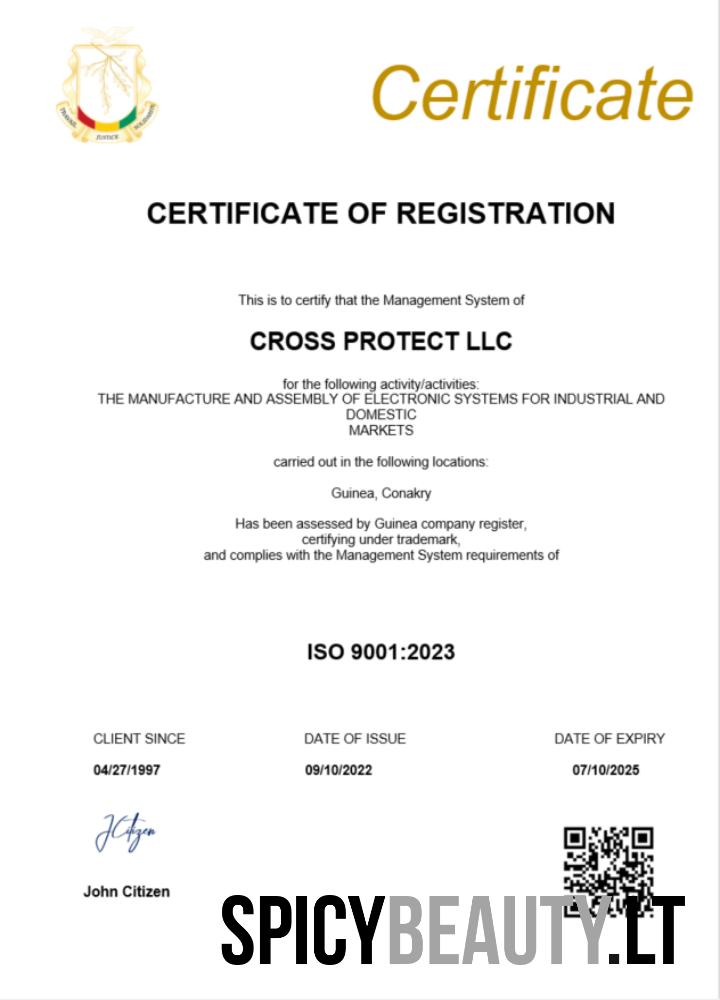 TRAVAIL
JUSTICE
SOLIDARITÉ
Certificate
CERTIFICATE OF REGISTRATION
This is to certify that the Management System of
CROSS PROTECT LLC
for the following activity/activities:
THE MANUFACTURE AND ASSEMBLY OF ELECTRONIC SYSTEMS FOR INDUSTRIAL AND
DOMESTIC
MARKETS
carried out in the following locations:
Guinea, Conakry
Has been assessed by Guinea company register,
certifying under trademark,
and complies with the Management System requirements of
ISO 9001:2023
CLIENT SINCE DATE OF ISSUE DATE OF EXPIRY
04/27/1997 09/10/2022 07/10/2025
JCitizen
John Citizen
SPICYBEAUTY.LT